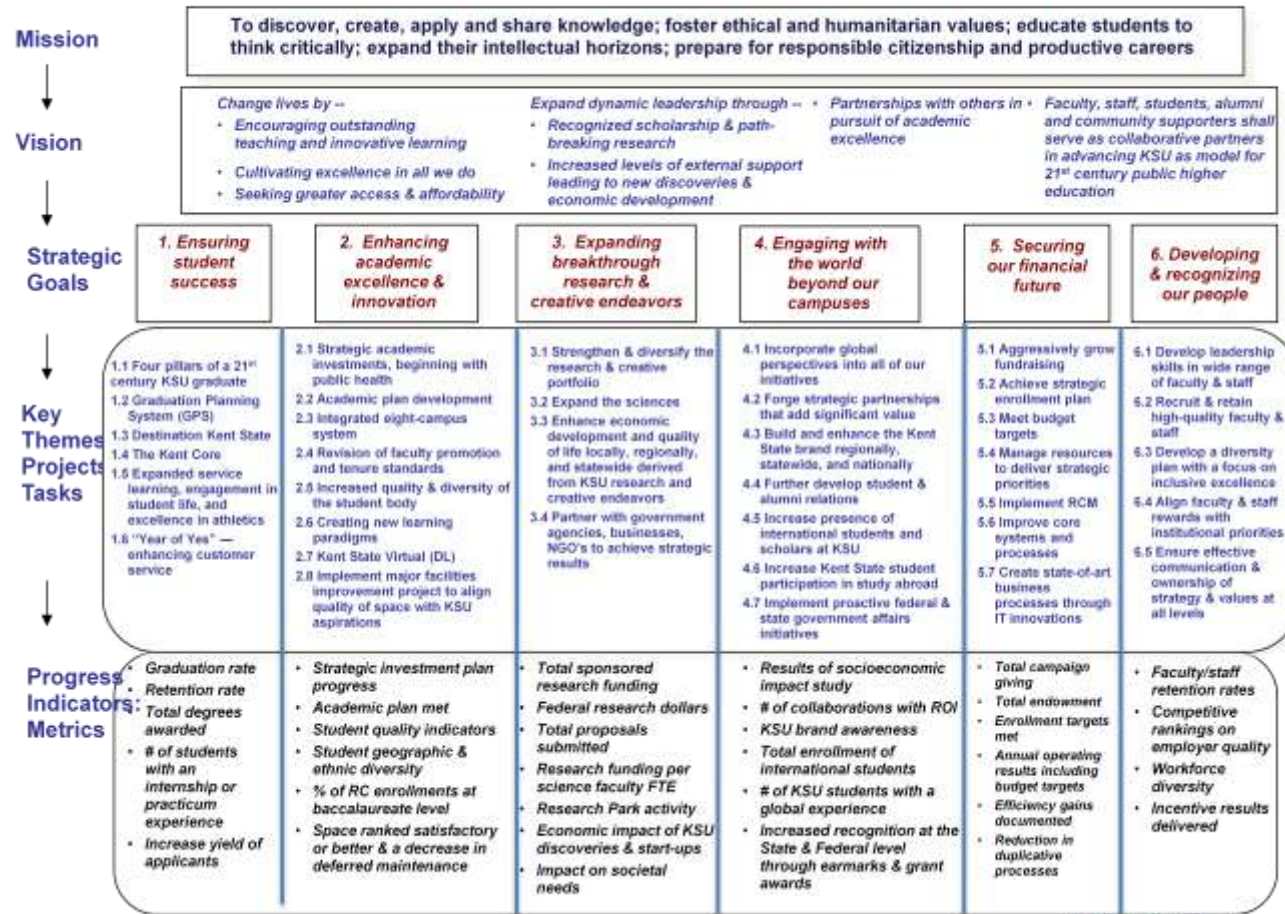 Mission
To discover, create, apply and share knowledge; foster ethical and humanitarian values; educate students to
think critically; expand their intellectual horizons; prepare for responsible citizenship and productive careers
Vision
Change lives by --
• Encouraging outstanding
teaching and innovative learning
• Cultivating excellence in all we do
• Seeking greater access & affordability
Expand dynamic leadership through --
• Recognized scholarship & path-
breaking research
• Increased levels of external support
leading to new discoveries &
economic development
• Partnerships with others in
pursuit of academic
excellence
• Faculty, staff, students, alumni
and community supporters shall
serve as collaborative partners
in advancing KSU as model for
21st century public higher
education
Strategic
Goals
1. Ensuring
student
success
2. Enhancing
academic
excellence &
innovation
3. Expanding
breakthrough
research &
creative endeavors
4. Engaging with
the world
beyond our
campuses
5. Securing
our financial
future
6. Developing
& recognizing
our people
Key
Themes
Projects
Tasks
1.1 Four pillars of a 21st
century KSU graduate
1.2 Graduation Planning
System (GPS)
1.3 Destination Kent State
1.4 The Kent Core
1.5 Expanded service
learning, engagement in
student life, and
excellence in athletics
1.6 "Year of Yes" —
enhancing customer
service
2.1 Strategic academic
investments, beginning with
public health
2.2 Academic plan development
2.3 Integrated eight-campus
system
2.4 Revision of faculty promotion
and tenure standards
2.5 Increased quality & diversity of
the student body
2.6 Creating new learning
paradigms
2.7 Kent State Virtual (DL)
2.8 Implement major facilities
improvement project to align
quality of space with KSU
aspirations
3.1 Strengthen & diversify the
research & creative
portfolio
3.2 Expand the sciences
3.3 Enhance economic
development and quality
of life locally, regionally,
and statewide derived
from KSU research and
creative endeavors
3.4 Partner with government
agencies, businesses,
NGO's to achieve strategic
results
4.1 Incorporate global
perspectives into all of our
initiatives
4.2 Forge strategic partnerships
that add significant value
4.3 Build and enhance the Kent
State brand regionally,
statewide, and nationally
4.4 Further develop student &
alumni relations
4.5 Increase presence of
international students and
scholars at KSU
4.6 Increase Kent State student
participation in study abroad
4.7 Implement proactive federal &
state government affairs
initiatives
5.1 Aggressively grow
fundraising
5.2 Achieve strategic
enrollment plan
5.3 Meet budget
targets
5.4 Manage resources
to deliver strategic
priorities
5.5 Implement RCM
5.6 Improve core
systems and
processes
5.7 Create state-of-art
business
processes through
IT innovations
6.1 Develop leadership
skills in wide range
of faculty & staff
6.2 Recruit & retain
high-quality faculty &
staff
6.3 Develop a diversity
plan with a focus on
inclusive excellence
6.4 Align faculty & staff
rewards with
institutional priorities
6.5 Ensure effective
communication &
ownership of
strategy & values at
all levels
Progress
Indicators:
Metrics
• Graduation rate
• Retention rate
• Total degrees
awarded
• # of students
with an
internship or
practicum
experience
• Increase yield of
applicants
• Strategic investment plan
progress
• Academic plan met
• Student quality indicators
• Student geographic &
ethnic diversity
• % of RC enrollments at
baccalaureate level
• Space ranked satisfactory
or better & a decrease in
deferred maintenance
• Total sponsored
research funding
• Federal research dollars
• Total proposals
submitted
• Research funding per
science faculty FTE
• Research Park activity
• Economic impact of KSU
discoveries & start-ups
• Impact on societal
needs
• Results of socioeconomic
impact study
• # of collaborations with ROI
• KSU brand awareness
• Total enrollment of
international students
• # of KSU students with a
global experience
• Increased recognition at the
State & Federal level
through earmarks & grant
awards
• Total campaign
giving
• Total endowment
• Enrollment targets
met
• Annual operating
results including
budget targets
• Efficiency gains
documented
• Reduction in
duplicative
processes
• Faculty/staff
retention rates
• Competitive
rankings on
employer quality
• Workforce
diversity
• Incentive results
delivered